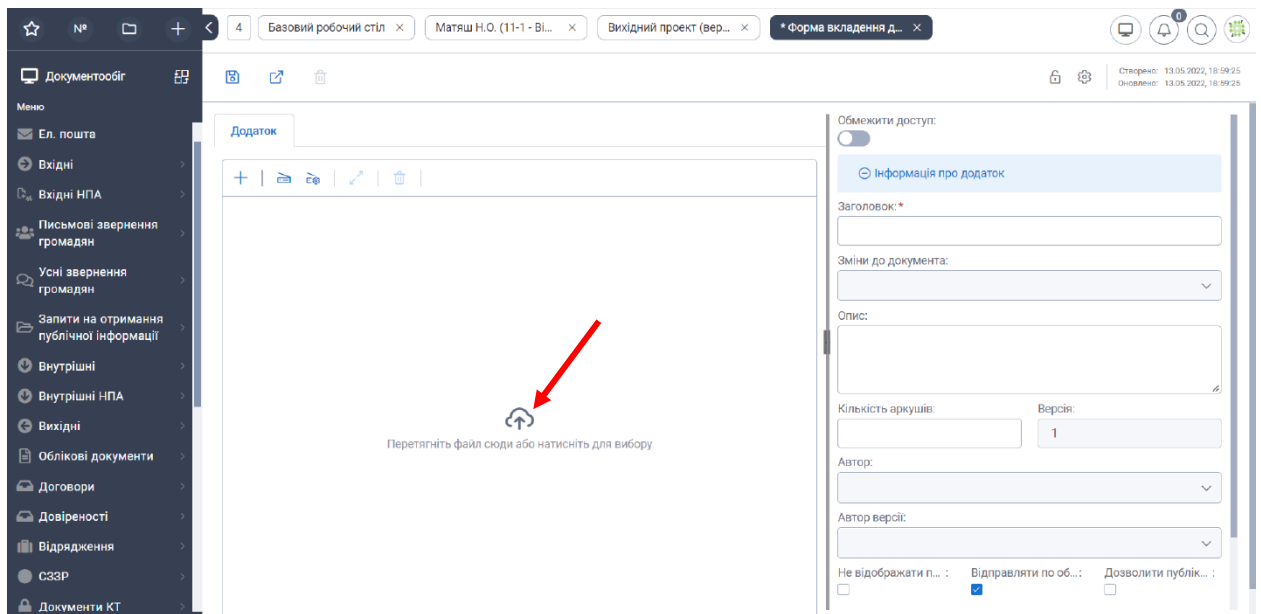 №
4
Базовий робочий стіл
Матяш Н.О. (11-1 - Ві...
Вихідний проект (вер...
* Форма вкладення д...
0
Документообіг
Створено: 13.05.2022, 18:59:25
Оновлено: 13.05.2022, 18:59:25
Меню
Ел. пошта
Вхідні
Вхідні НПА
Письмові звернення
громадян
Усні звернення
громадян
Запити на отримання
публічної інформації
Внутрішні
Внутрішні НПА
Вихідні
Облікові документи
Договори
Довіреності
Відрядження
СЗЗР
Документи КТ
Додаток
Перетягніть файл сюди або натисніть для вибору
Обмежити доступ:
Інформація про додаток
Заголовок:*
Зміни до документа:
Опис:
Кількість аркушів:
Версія:
1
Автор:
Автор версії:
Не відображати п... :
Відправляти по об...:
Дозволити публік... :